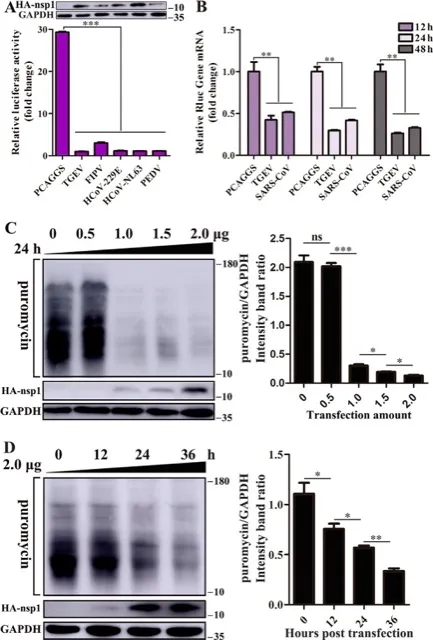 A
HA-nsp1
GAPDH
−10
−35
Relative luciferase activity
(fold change)
30
20
10
0
***
PCAGGS
TGEV
FIPV
HCoV-229E
HCoV-NL63
PEDV
B
12 h
24 h
48 h
Relative Rluc Gene mRNA
(fold change)
1.5
1.0
0.5
0.0
** ** **
PCAGGS
TGEV
SARS-CoV
PCAGGS
TGEV
SARS-CoV
PCAGGS
TGEV
SARS-CoV
C
24 h
0 0.5 1.0 1.5 2.0 µg
puromycin
−180
−10
HA-nsp1
−10
GAPDH
−35
puromycin/GAPDH
Intensity band ratio
2.5
2.0
1.5
1.0
0.5
0.0
ns
***
*
*
0 0.5 1.0 1.5 2.0
Transfection amount
D
2.0 µg
0 12 24 36 h
puromycin
−180
−10
HA-nsp1
−10
GAPDH
−35
puromycin/GAPDH
Intensity band ratio
1.5
1.0
0.5
0.0
*
*
**
0 12 24 36
Hours post transfection